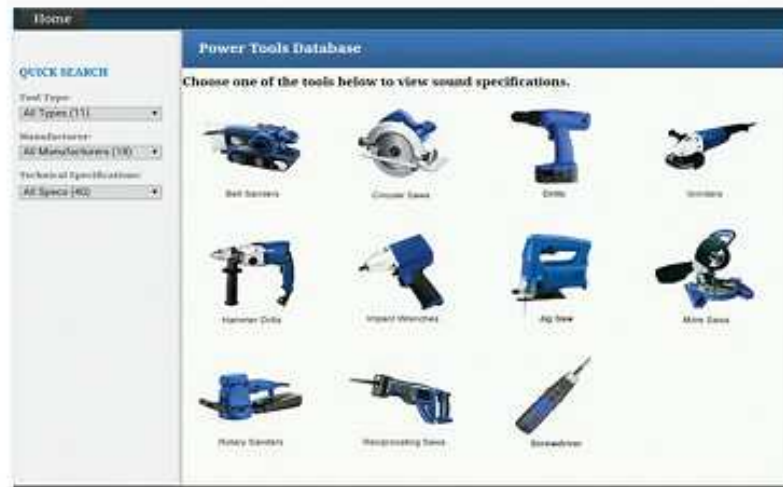 Home
Power Tools Database
QUICK SEARCH
Choose one of the tools below to view sound specifications.
Tool Type:
All Types (11)
Manufacturer:
All Manufacturers (19)
Technical Specifications:
All Specs (40)
Belt Sanders
Circular Saws
Drills
Grinders
Hammer Drills
Impact Wrenches
Jig Saw
Mitre Saws
Rotary Sanders
Reciprocating Saws
Screwdriver